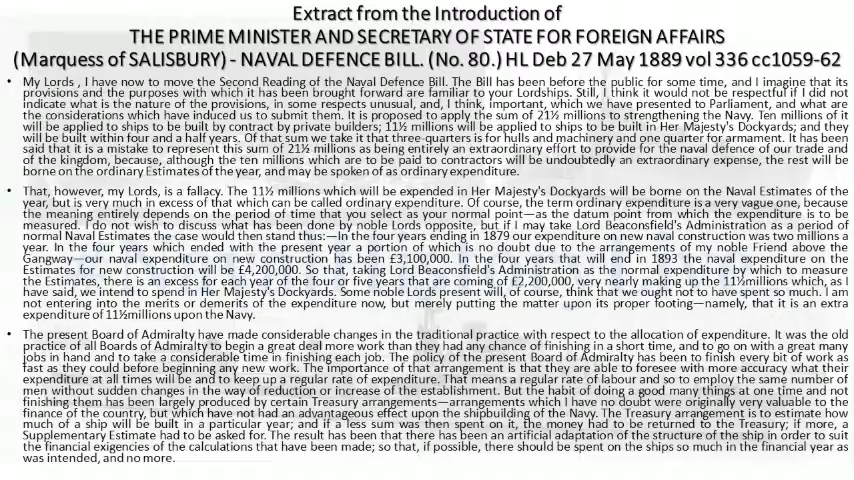 Extract from the Introduction of
THE PRIME MINISTER AND SECRETARY OF STATE FOR FOREIGN AFFAIRS
(Marquess of SALISBURY) - NAVAL DEFENCE BILL. (No. 80.) HL Deb 27 May 1889 vol 336 cc1059-62
• My Lords , I have now to move the Second Reading of the Naval Defence Bill. The Bill has been before the public for some time, and I imagine that its
provisions and the purposes with which it has been brought forward are familiar to your Lordships. Still, I think it would not be respectful if I did not
indicate what is the nature of the provisions, in some respects unusual, and, I think, important, which we have presented to Parliament, and what are
the considerations which have induced us to submit them. It is proposed to apply the sum of 21½ millions to strengthening the Navy. Ten millions of it
will be applied to ships to be built by contract by private builders; 11½ millions will be applied to ships to be built in Her Majesty's Dockyards; and they
will be built within four and a half years. Of that sum we take it that three-quarters is for hulls and machinery and one quarter for armament. It has been
said that it is a mistake to represent this sum of 21½ millions as being entirely an extraordinary effort to provide for the naval defence of our trade and
of the kingdom, because, although the ten millions which are to be paid to contractors will be undoubtedly an extraordinary expense, the rest will be
borne on the ordinary Estimates of the year, and may be spoken of as ordinary expenditure.
• That, however, my Lords, is a fallacy. The 11½ millions which will be expended in Her Majesty's Dockyards will be borne on the Naval Estimates of the
year, but is very much in excess of that which can be called ordinary expenditure. Of course, the term ordinary expenditure is a very vague one, because
the meaning entirely depends on the period of time that you select as your normal point—as the datum point from which the expenditure is to be
measured. I do not wish to discuss what has been done by noble Lords opposite, but if I may take Lord Beaconsfield's Administration as a period of
normal Naval Estimates the case would then stand thus:—In the four years ending in 1879 our expenditure on new naval construction was two millions a
year. In the four years which ended with the present year a portion of which is no doubt due to the arrangements of my noble Friend above the
Gangway—our naval expenditure on new construction has been £3,100,000. In the four years that will end in 1893 the naval expenditure on the
Estimates for new construction will be £4,200,000. So that, taking Lord Beaconsfield's Administration as the normal expenditure by which to measure
the Estimates, there is an excess for each year of the four or five years that are coming of £2,200,000, very nearly making up the 11½millions which, as I
have said, we intend to spend in Her Majesty's Dockyards. Some noble Lords present will, of course, think that we ought not to have spent so much. I am
not entering into the merits or demerits of the expenditure now, but merely putting the matter upon its proper footing—namely, that it is an extra
expenditure of 11½millions upon the Navy.
• The present Board of Admiralty have made considerable changes in the traditional practice with respect to the allocation of expenditure. It was the old
practice of all Boards of Admiralty to begin a great deal more work than they had any chance of finishing in a short time, and to go on with a great many
jobs in hand and to take a considerable time in finishing each job. The policy of the present Board of Admiralty has been to finish every bit of work as
fast as they could before beginning any new work. The importance of that arrangement is that they are able to foresee with more accuracy what their
expenditure at all times will be and to keep up a regular rate of expenditure. That means a regular rate of labour and so to employ the same number of
men without sudden changes in the way of reduction or increase of the establishment. But the habit of doing a good many things at one time and not
finishing them has been largely produced by certain Treasury arrangements—arrangements which I have no doubt were originally very valuable to the
finance of the country, but which have not had an advantageous effect upon the shipbuilding of the Navy. The Treasury arrangement is to estimate how
much of a ship will be built in a particular year; and if a less sum was then spent on it, the money had to be returned to the Treasury; if more, a
Supplementary Estimate had to be asked for. The result has been that there has been an artificial adaptation of the structure of the ship in order to suit
the financial exigencies of the calculations that have been made; so that, if possible, there should be spent on the ships so much in the financial year as
was intended, and no more.